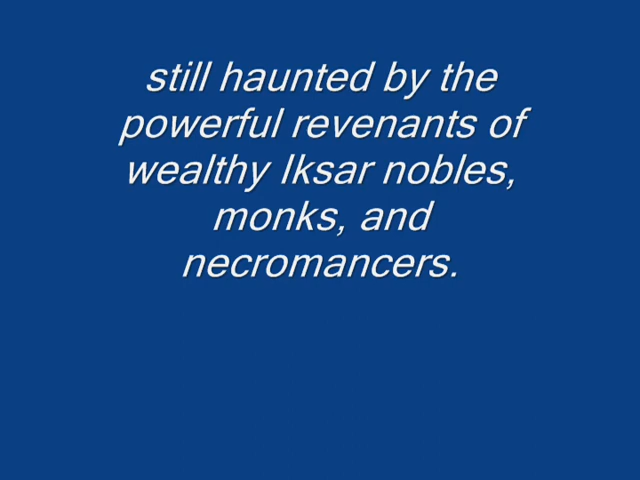 still haunted by the
powerful revenants of
wealthy Iksar nobles,
monks, and
necromancers.